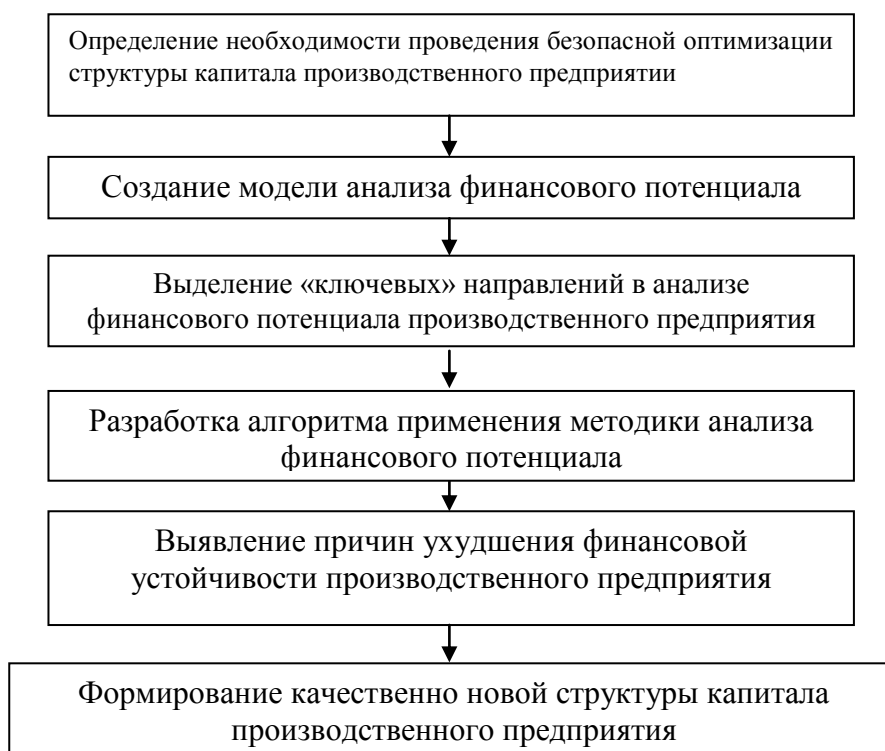 Определение необходимости проведения безопасной оптимизации
структуры капитала производственного предприятии
Создание модели анализа финансового потенциала
Выделение «ключевых» направлений в анализе
финансового потенциала производственного предприятия
Разработка алгоритма применения методики анализа
финансового потенциала
Выявление причин ухудшения финансовой
устойчивости производственного предприятия
Формирование качественно новой структуры капитала
производственного предприятия